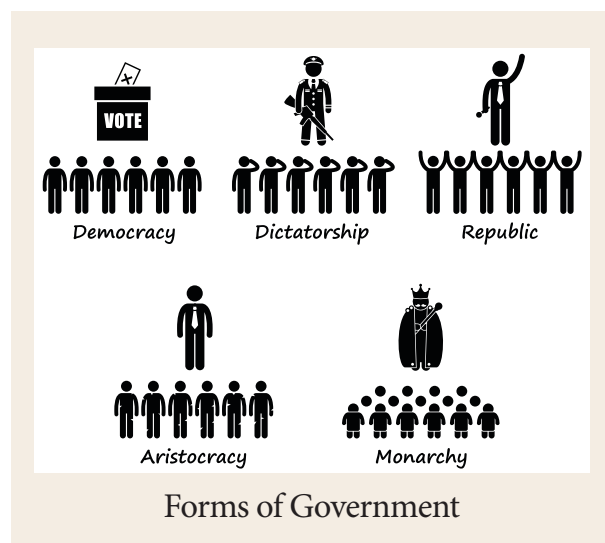 VOTE
Democracy
Dictatorship
Republic
Aristocracy
Monarchy
Forms of Government